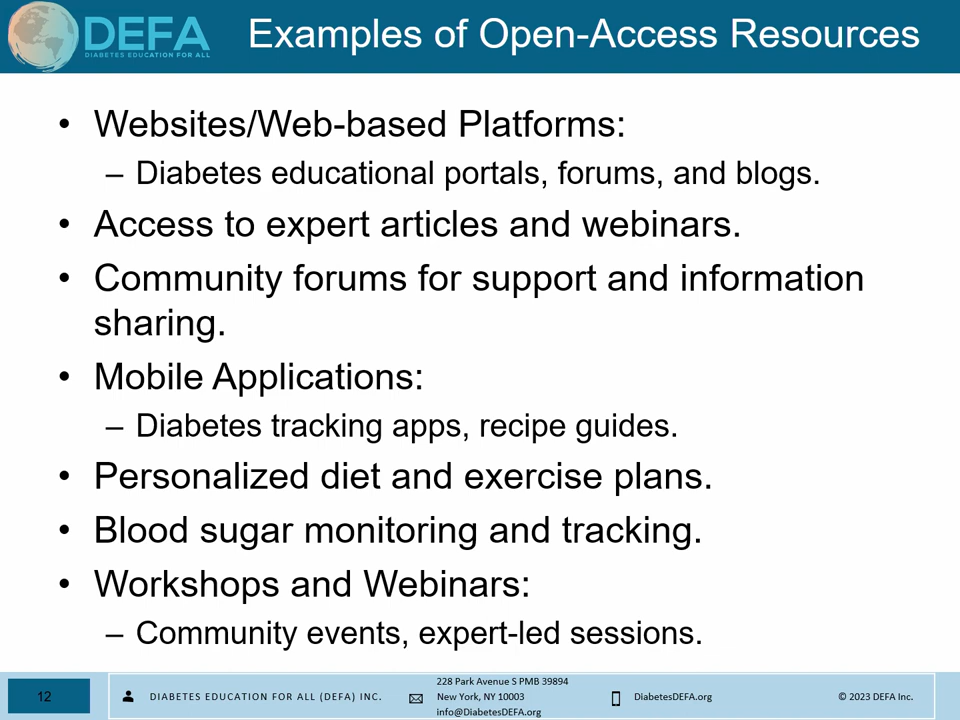 DEFA
DIABETES EDUCATION FOR ALL
Examples of Open-Access Resources
• Websites/Web-based Platforms:
– Diabetes educational portals, forums, and blogs.
• Access to expert articles and webinars.
• Community forums for support and information
sharing.
• Mobile Applications:
– Diabetes tracking apps, recipe guides.
• Personalized diet and exercise plans.
• Blood sugar monitoring and tracking.
• Workshops and Webinars:
– Community events, expert-led sessions.
12
DIABETES EDUCATION FOR ALL (DEFA) INC.
228 Park Avenue S PMB 39894
New York, NY 10003
info@DiabetesDEFA.org
DiabetesDEFA.org
© 2023 DEFA Inc.